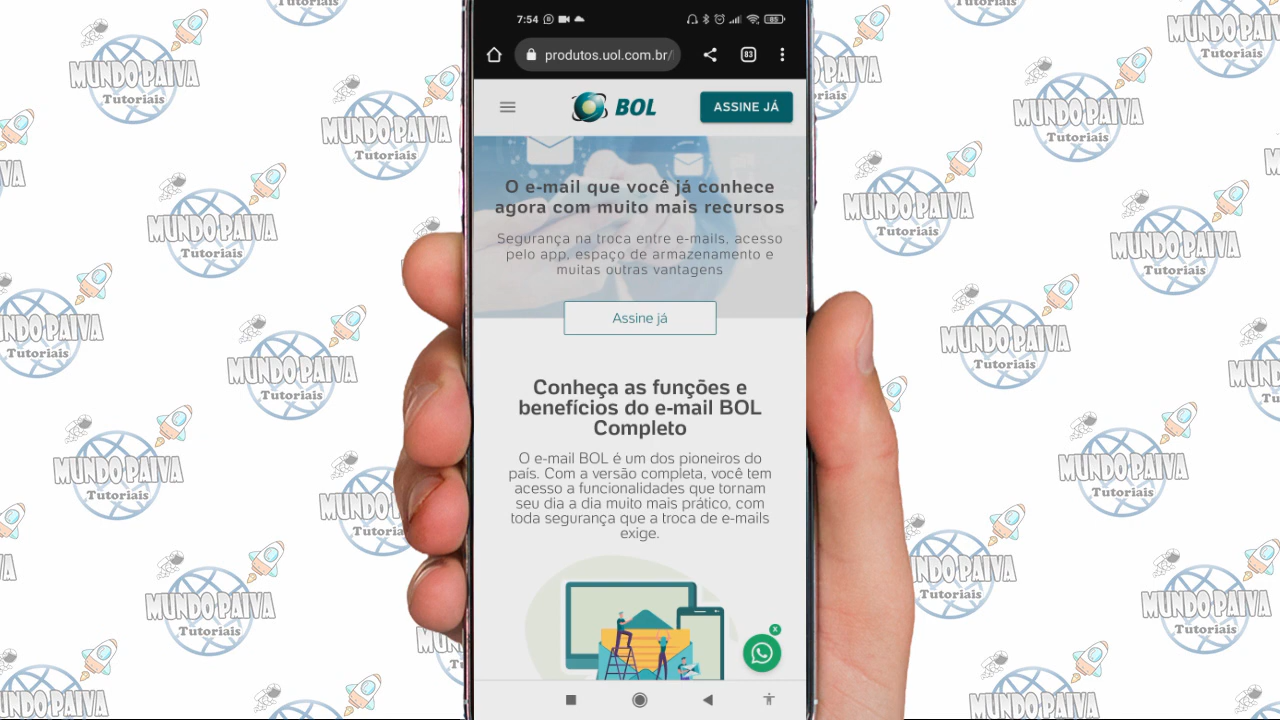 7:54
85
produtos.uol.com.br/
83
BOL
ASSINE JÁ
O e-mail que você já conhece
agora com muito mais recursos
Segurança na troca entre e-mails, acesso
pelo app, espaço de armazenamento e
muitas outras vantagens
Assine já
Conheça as funções e
benefícios do e-mail BOL
Completo
O e-mail BOL é um dos pioneiros do
país. Com a versão completa, você tem
acesso a funcionalidades que tornam
seu dia a dia muito mais prático, com
toda segurança que a troca de e-mails
exige.
x
MUNDO PAIVA
Tutoriais